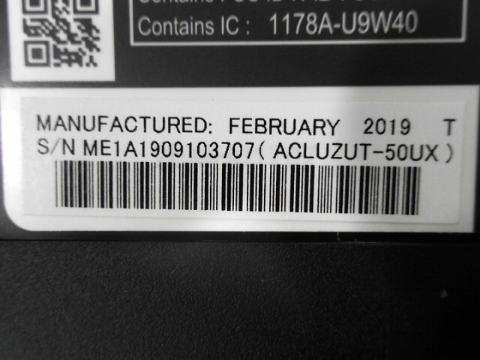 Contains IC : 1178A-U9W40
MANUFACTURED: FEBRUARY 2019 T
S/N ME1A1909103707 ( ACLUZUT-50UX )